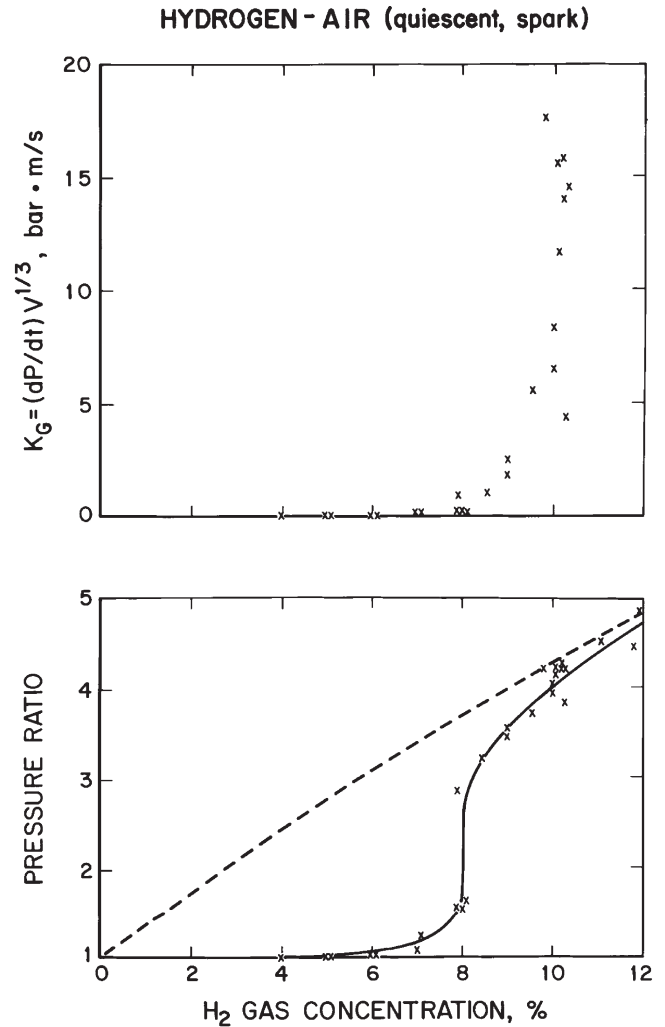 HYDROGEN-AIR (quiescent, spark)
20
15
10
5
0
K_G=(dP/dt) V^1/3, bar • m/s
5
4
3
2
1
PRESSURE RATIO
0 2 4 6 8 10 12
H₂ GAS CONCENTRATION, %